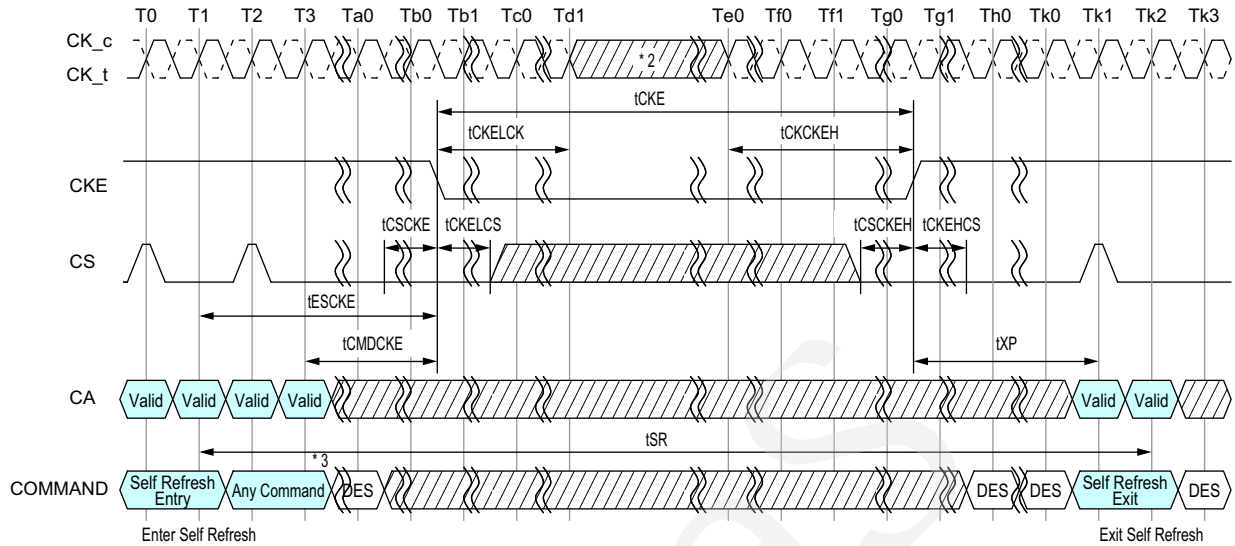 T0 T1 T2 T3 Ta0 Tb0 Tb1 Tc0 Td1 Te0 Tf0 Tf1 Tg0 Tg1 Th0 Tk0 Tk1 Tk2 Tk3
CK_c
CK_t
* 2
tCKE
tCKELCK tCKCKEH
CKE
tCSCKE tCKELCS tCSCKEH tCKEHCS
CS
tESCKE
tCMDCKE tXP
CA Valid Valid Valid Valid Valid Valid
tSR
* 3
COMMAND Self Refresh Entry Any Command DES DES DES Self Refresh Exit DES
Enter Self Refresh Exit Self Refresh